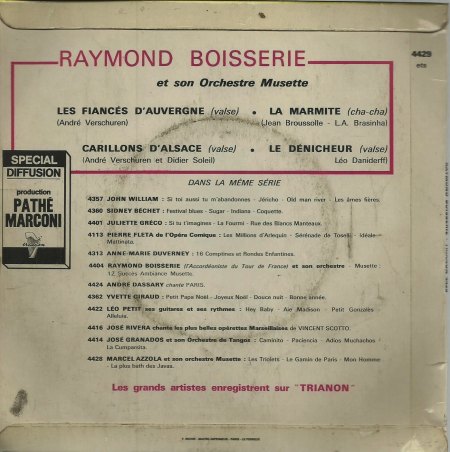 RAYMOND BOISSERIE
4429
ets
et son Orchestre Musette
LES FIANCÉS D'AUVERGNE (valse) • LA MARMITE (cha-cha)
(André Verschuren) (Jean Broussolle - L.A. Brasinha)
CARILLONS D'ALSACE (valse) • LE DÉNICHEUR (valse)
(André Verschuren et Didier Soleil) Léo Daniderff)
SPECIAL
DIFFUSION
production
PATHÉ
MARCONI
DANS LA MÊME SÉRIE
4357 JOHN WILLIAM : Si toi aussi tu m'abandonnes - Jéricho - Old man river - Les âmes fières.
4360 SIDNEY BECHET : Festival blues - Sugar - Indiana - Coquette.
4401 JULIETTE GRÉCO : Si tu t'imagines - La Fourmi - Rue des Blancs Manteaux.
4113 PIERRE FLETA de l'Opéra Comique : Les Millions d'Arlequin - Sérénade de Toselli - Idéale-
Mattinata.
4313 ANNE-MARIE DUVERNEY : 16 Comptines et Rondes Enfantines.
4404 RAYMOND BOISSERIE (l'Accordéoniste du Tour de France) et son orchestre - Musette :
12 Succès Ambiance Musette.
4424 ANDRÉ DASSARY chante PARIS.
4362 YVETTE GIRAUD : Petit Papa Noël - Joyeux Noël - Douce nuit - Bonne année.
4422 LÉO PETIT ses guitares et ses rythmes : Hey Baby - Aie Madison - Petit Gonzalès -
Alleluia.
4416 JOSÉ RIVERA chante les plus belles opérettes Marseillaises de VINCENT SCOTTO.
4414 JOSÉ GRANADOS et son Orchestre de Tangos : Caminito - Paciencia - Adios Muchachos -
La Cumparsita.
4428 MARCEL AZZOLA et son orchestre Musette : Les Triolets - Le Gamin de Paris - Mon Homme
- La plus
des Javas.
Les grands artistes enregistrent sur "TRIANON"